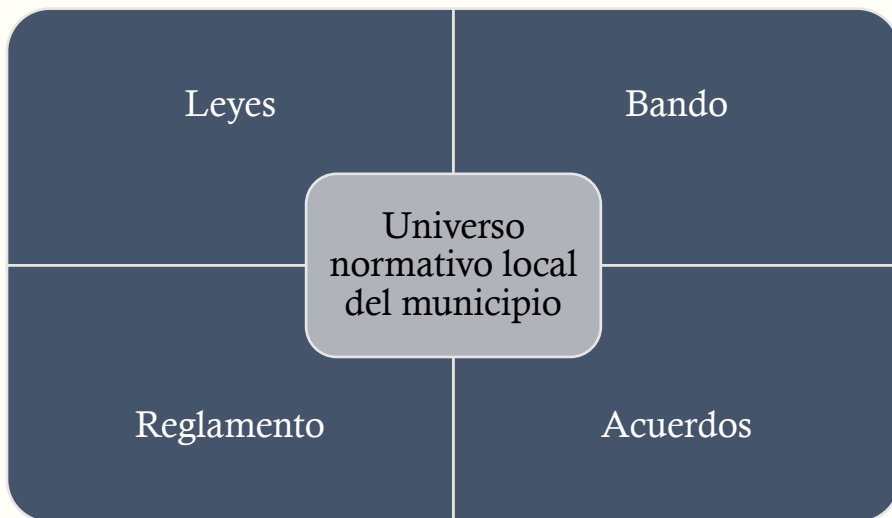 Leyes
Bando
Universo
normativo local
del municipio
Reglamento
Acuerdos